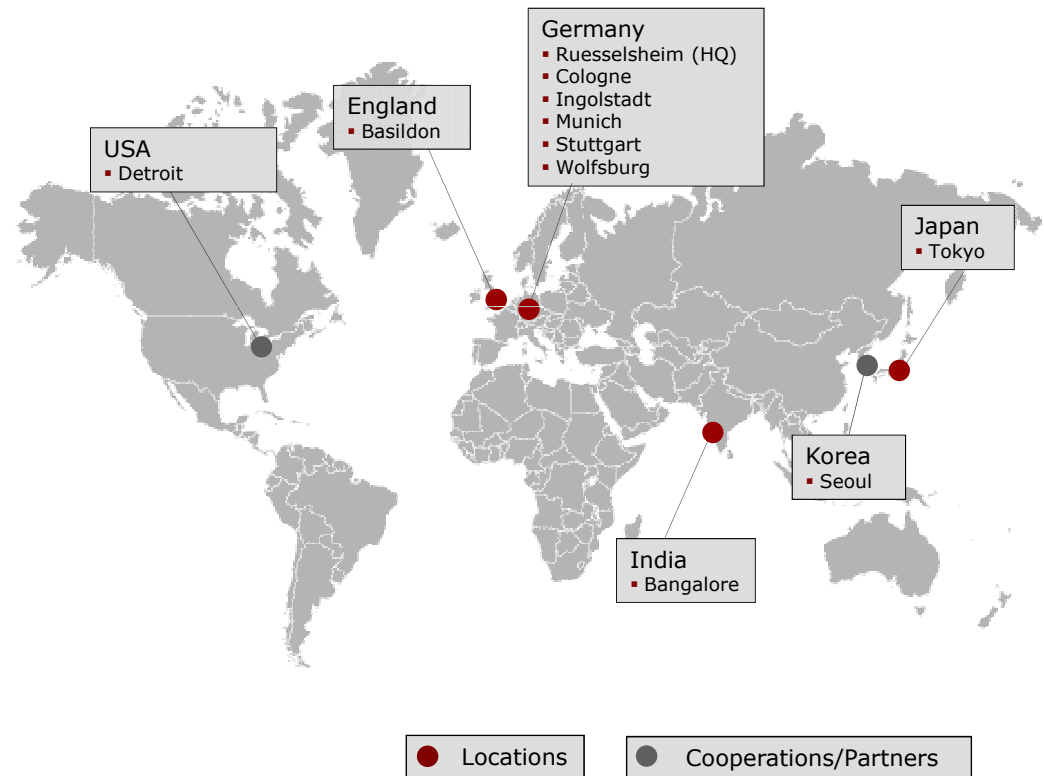 Germany
▪ Ruesselsheim (HQ)
▪ Cologne
▪ Ingolstadt
▪ Munich
▪ Stuttgart
▪ Wolfsburg
England
▪ Basildon
USA
▪ Detroit
Japan
▪ Tokyo
Korea
▪ Seoul
India
▪ Bangalore
Locations
Cooperations/Partners